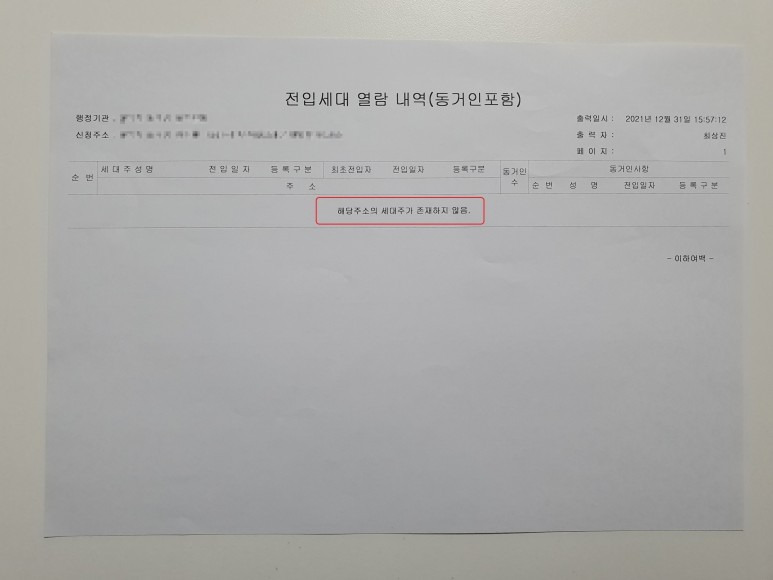 전입세대 열람 내역(동거인포함)
행정기관 :
출력일시 : 2021년 12월 31일 15:57:12
신청주소 :
출 력 자 : 최성진
페 이 지 : 1
순 번 세 대 주 성 명 전 입 일 자 등 록 구 분 최초전입자 전입일자 등록구분 동거인 수 동거인사항
주 소 순 번 성 명 전입일자 등 록 구 분
해당주소의 세대주가 존재하지 않음.
- 이하여백 -